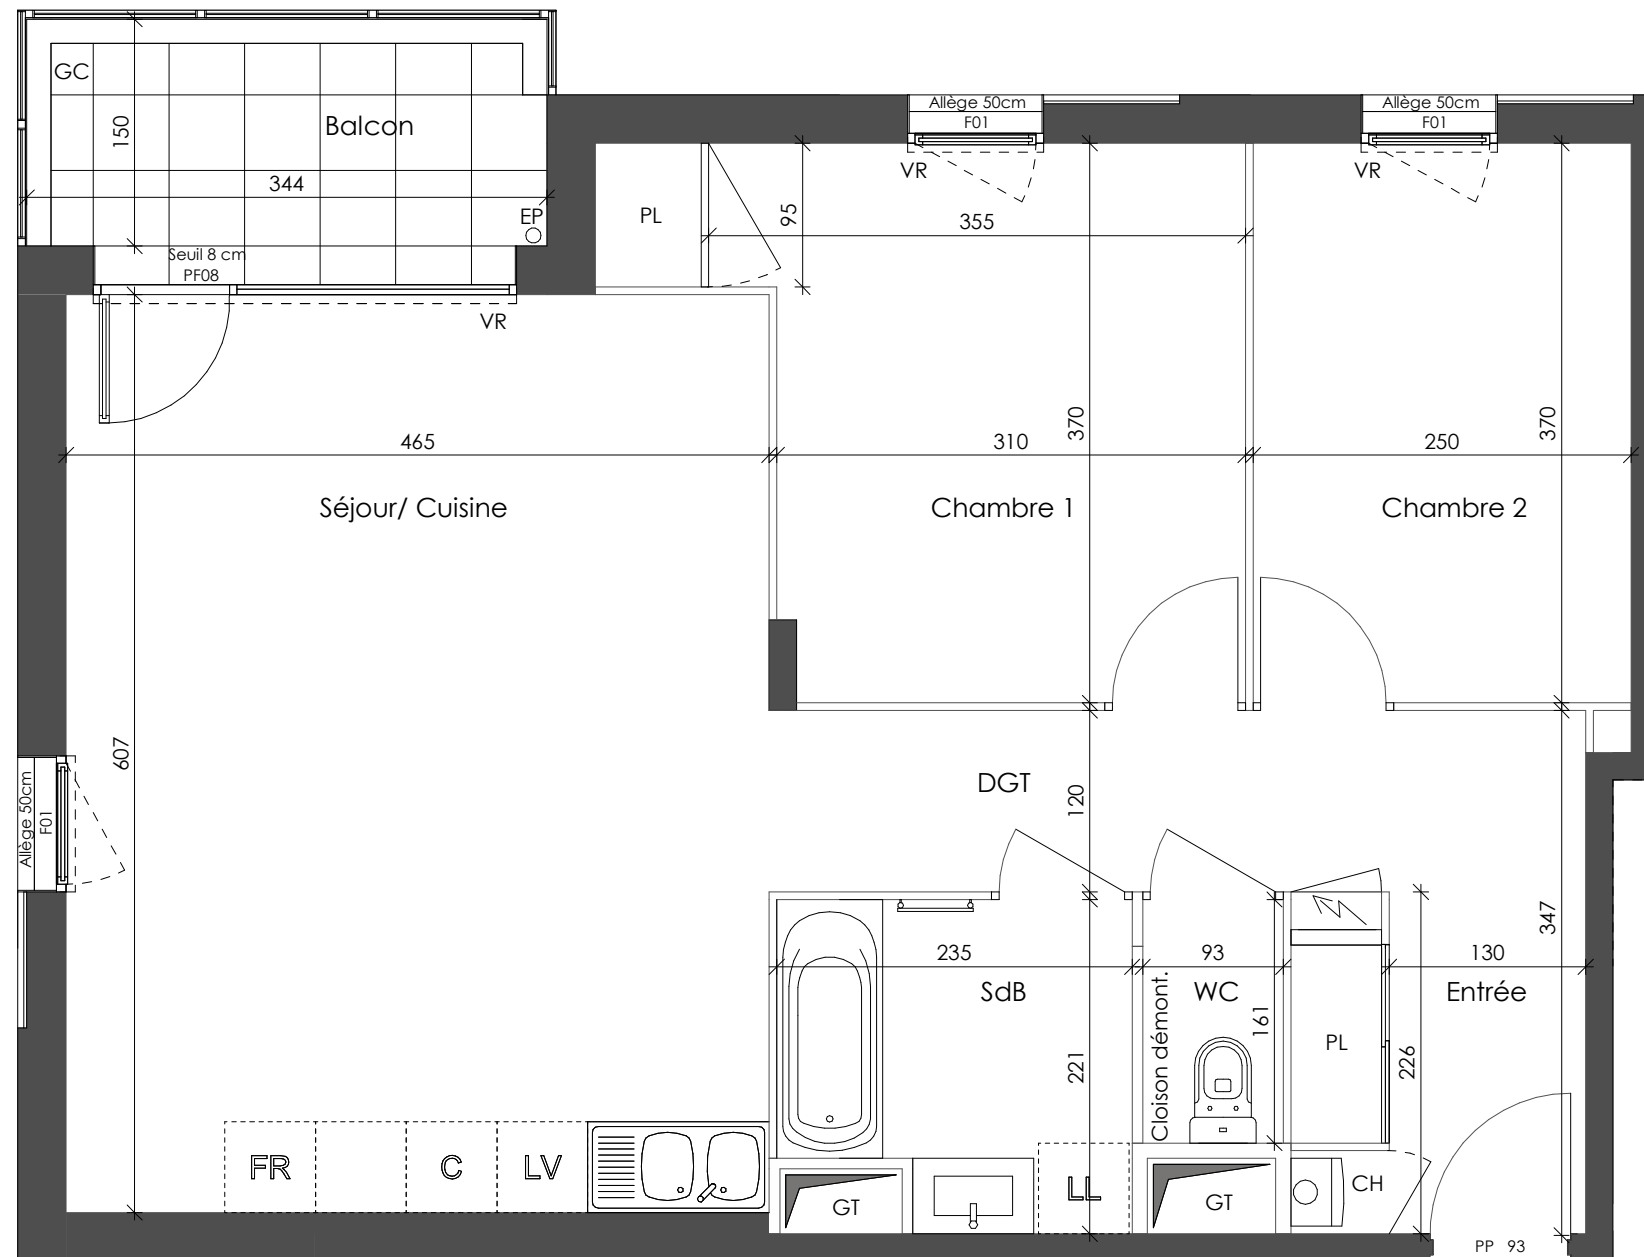 GC
Balcon
150
344
EP
Seuil 8 cm
PF08
VR
PL
95
355
Allège 50cm
F01
VR
Allège 50cm
F01
VR
370
370
465
310
250
Séjour/ Cuisine
Chambre 1
Chambre 2
607
Allège 50cm
F01
DGT
120
347
235
93
130
SdB
WC
Entrée
Cloison démont.
161
PL
221
226
FR
C
LV
GT
LL
GT
CH
PP 93